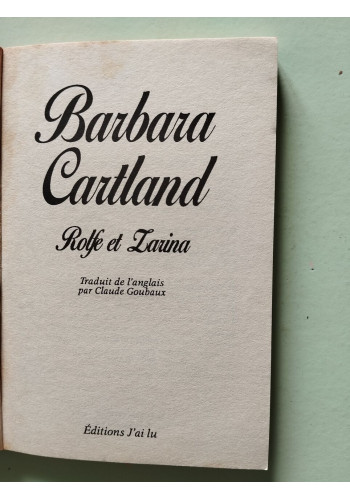 Barbara
Cartland
Rolfe et Zarina
Traduit de l'anglais
par Claude Goubaux
Éditions J'ai lu